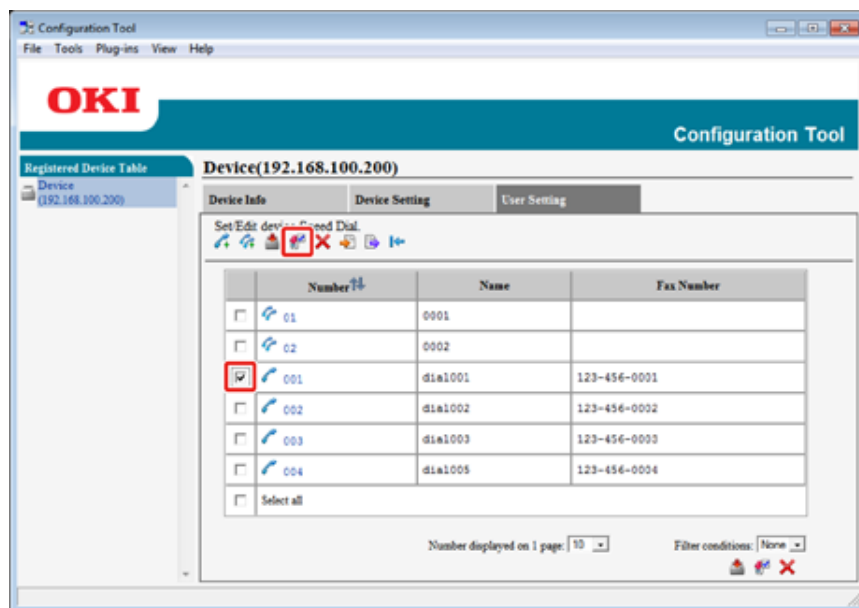 Configuration Tool
File Tools Plug-ins View Help
OKI
Configuration Tool
Registered Device Table
Device
(192.168.100.200)
Device(192.168.100.200)
Device Info Device Setting User Setting
Set/Edit device Speed Dial.
Number Name Fax Number
01 0001
02 0002
001 dial001 123-456-0001
002 dial002 123-456-0002
003 dial003 123-456-0003
004 dial005 123-456-0004
Select all
Number displayed on 1 page: 10 Filter conditions: None